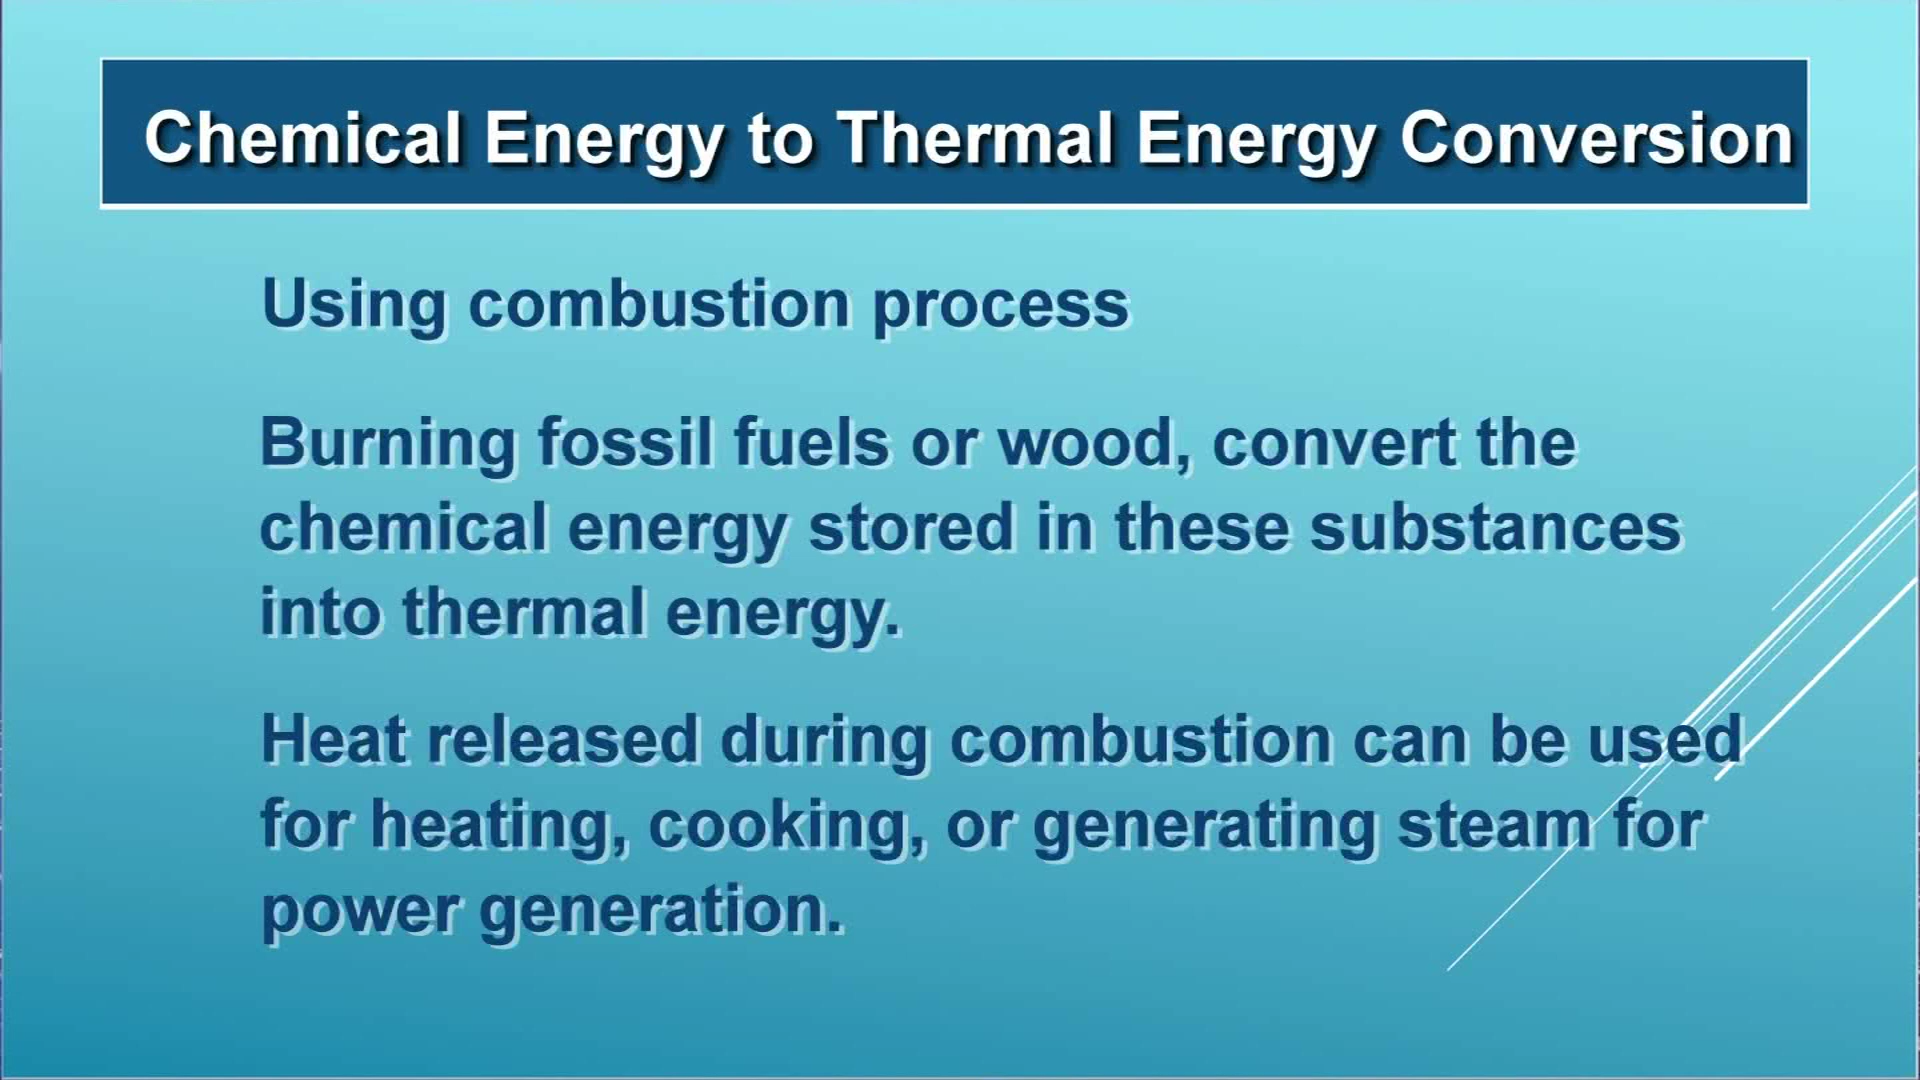 Chemical Energy to Thermal Energy Conversion
Using combustion process
Burning fossil fuels or wood, convert the
chemical energy stored in these substances
into thermal energy.
Heat released during combustion can be used
for heating, cooking, or generating steam for
power generation.